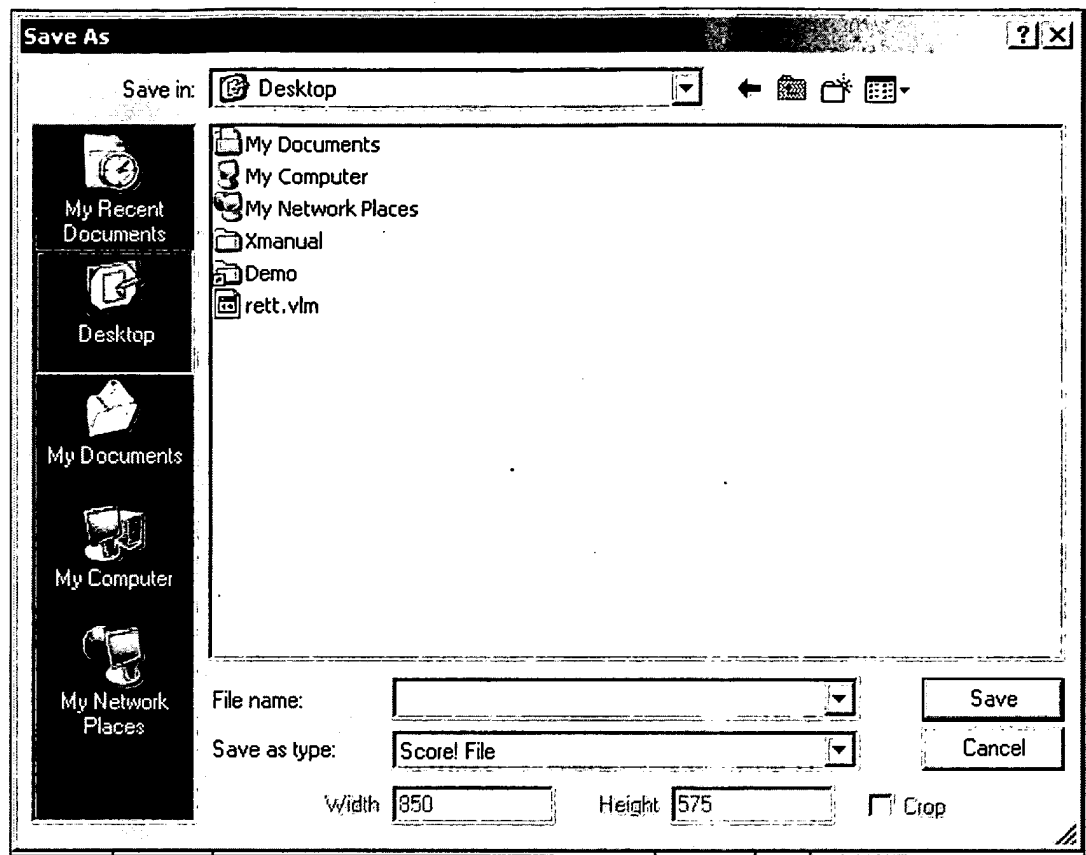 Save As
Save in: Desktop
My Recent
Documents
Desktop
My Documents
My Computer
My Network
Places
My Documents
My Computer
My Network Places
Xmanual
Demo
rett.vlm
File name:
Save
Save as type: Score! File
Cancel
Width 850 Height 575 Crop